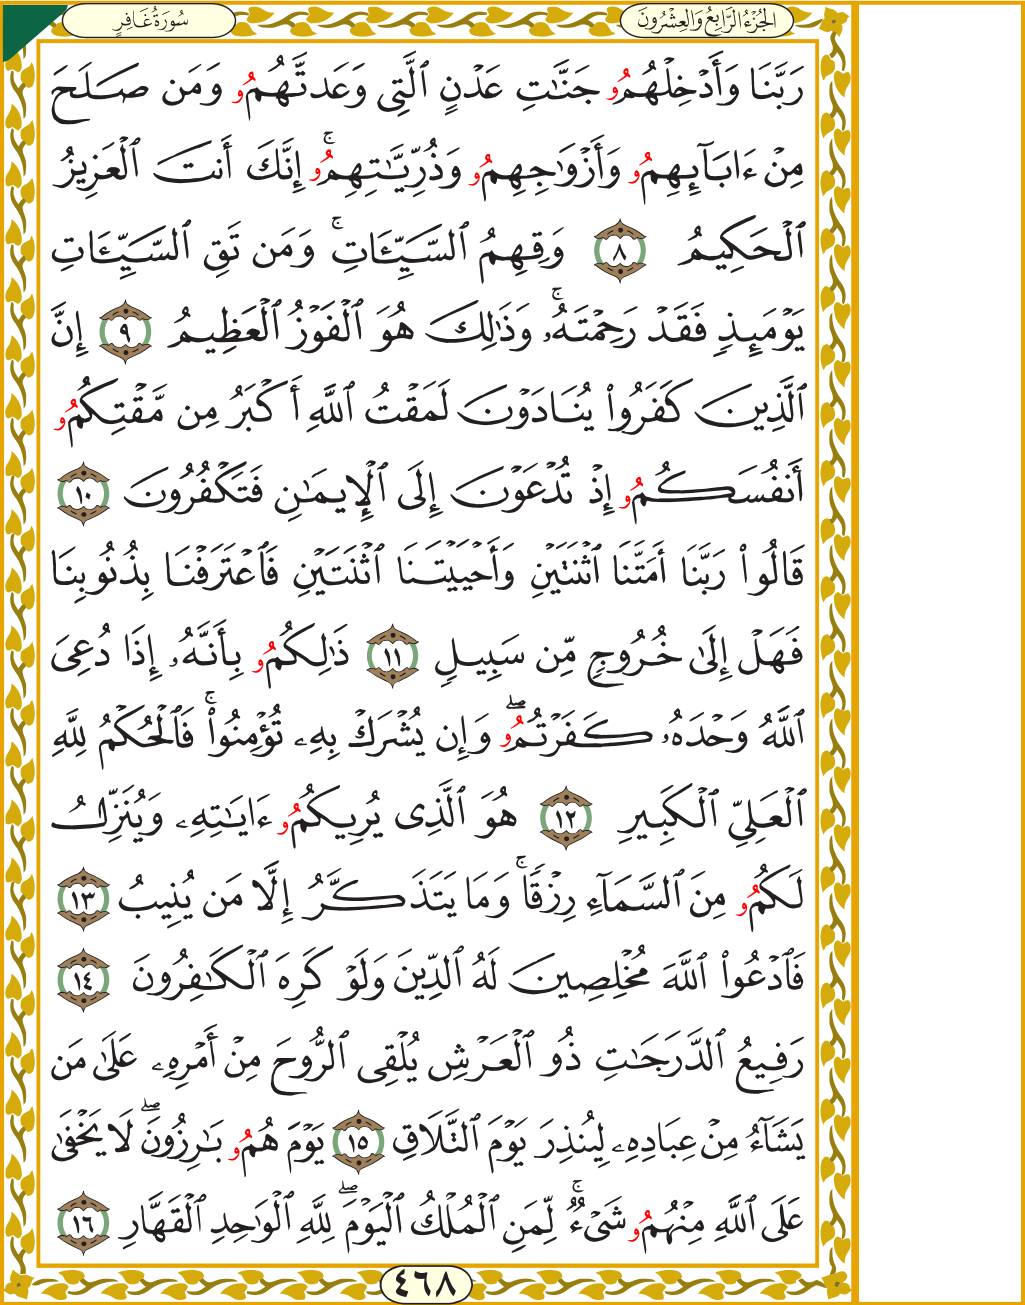 الجُزْءُ الرَّابِعُ وَالعِشْرُونَ
سُورَةُ غَافِرٍ
رَبَّنَا وَأَدْخِلْهُمُۥ جَنَّٰتِ عَدْنٍ ٱلَّتِى وَعَدتَّهُمُۥ وَمَن صَلَحَ
مِنْ ءَابَآئِهِمُۥ وَأَزْوَٰجِهِمُۥ وَذُرِّيَّٰتِهِمُۥٓۚ إِنَّكَ أَنتَ ٱلْعَزِيزُ
ٱلْحَكِيمُ ٨ وَقِهِمُ ٱلسَّيِّـَٔاتِۚ وَمَن تَقِ ٱلسَّيِّـَٔاتِ
يَوْمَئِذٍ فَقَدْ رَحِمْتَهُۥۚ وَذَٰلِكَ هُوَ ٱلْفَوْزُ ٱلْعَظِيمُ ٩ إِنَّ
ٱلَّذِينَ كَفَرُوا۟ يُنَادَوْنَ لَمَقْتُ ٱللَّهِ أَكْبَرُ مِن مَّقْتِكُمُۥ
أَنفُسَكُمُۥ إِذْ تُدْعَوْنَ إِلَى ٱلْإِيمَٰنِ فَتَكْفُرُونَ ١٠
قَالُوا۟ رَبَّنَا أَمَتَّنَا ٱثْنَتَيْنِ وَأَحْيَيْتَنَا ٱثْنَتَيْنِ فَٱعْتَرَفْنَا بِذُنُوبِنَا
فَهَلْ إِلَىٰ خُرُوجٍ مِّن سَبِيلٍ ١١ ذَٰلِكُمُۥ بِأَنَّهُۥ إِذَا دُعِىَ
ٱللَّهُ وَحْدَهُۥ كَفَرْتُمُۥۖ وَإِن يُشْرَكْ بِهِۦ تُؤْمِنُوا۟ۚ فَٱلْحُكْمُ لِلَّهِ
ٱلْعَلِىِّ ٱلْكَبِيرِ ١٢ هُوَ ٱلَّذِى يُرِيكُمُۥ ءَايَٰتِهِۦ وَيُنَزِّلُ
لَكُمُۥ مِنَ ٱلسَّمَآءِ رِزْقًاۚ وَمَا يَتَذَكَّرُ إِلَّا مَن يُنِيبُ ١٣
فَٱدْعُوا۟ ٱللَّهَ مُخْلِصِينَ لَهُ ٱلدِّينَ وَلَوْ كَرِهَ ٱلْكَٰفِرُونَ ١٤
رَفِيعُ ٱلدَّرَجَٰتِ ذُو ٱلْعَرْشِ يُلْقِى ٱلرُّوحَ مِنْ أَمْرِهِۦ عَلَىٰ مَن
يَشَآءُ مِنْ عِبَادِهِۦ لِيُنذِرَ يَوْمَ ٱلتَّلَاقِ ١٥ يَوْمَ هُمُۥ بَٰرِزُونَۖ لَا يَخْفَىٰ
عَلَى ٱللَّهِ مِنْهُمُۥ شَىْءٌۚ لِّمَنِ ٱلْمُلْكُ ٱلْيَوْمَۖ لِلَّهِ ٱلْوَٰحِدِ ٱلْقَهَّارِ ١٦
٤٦٨